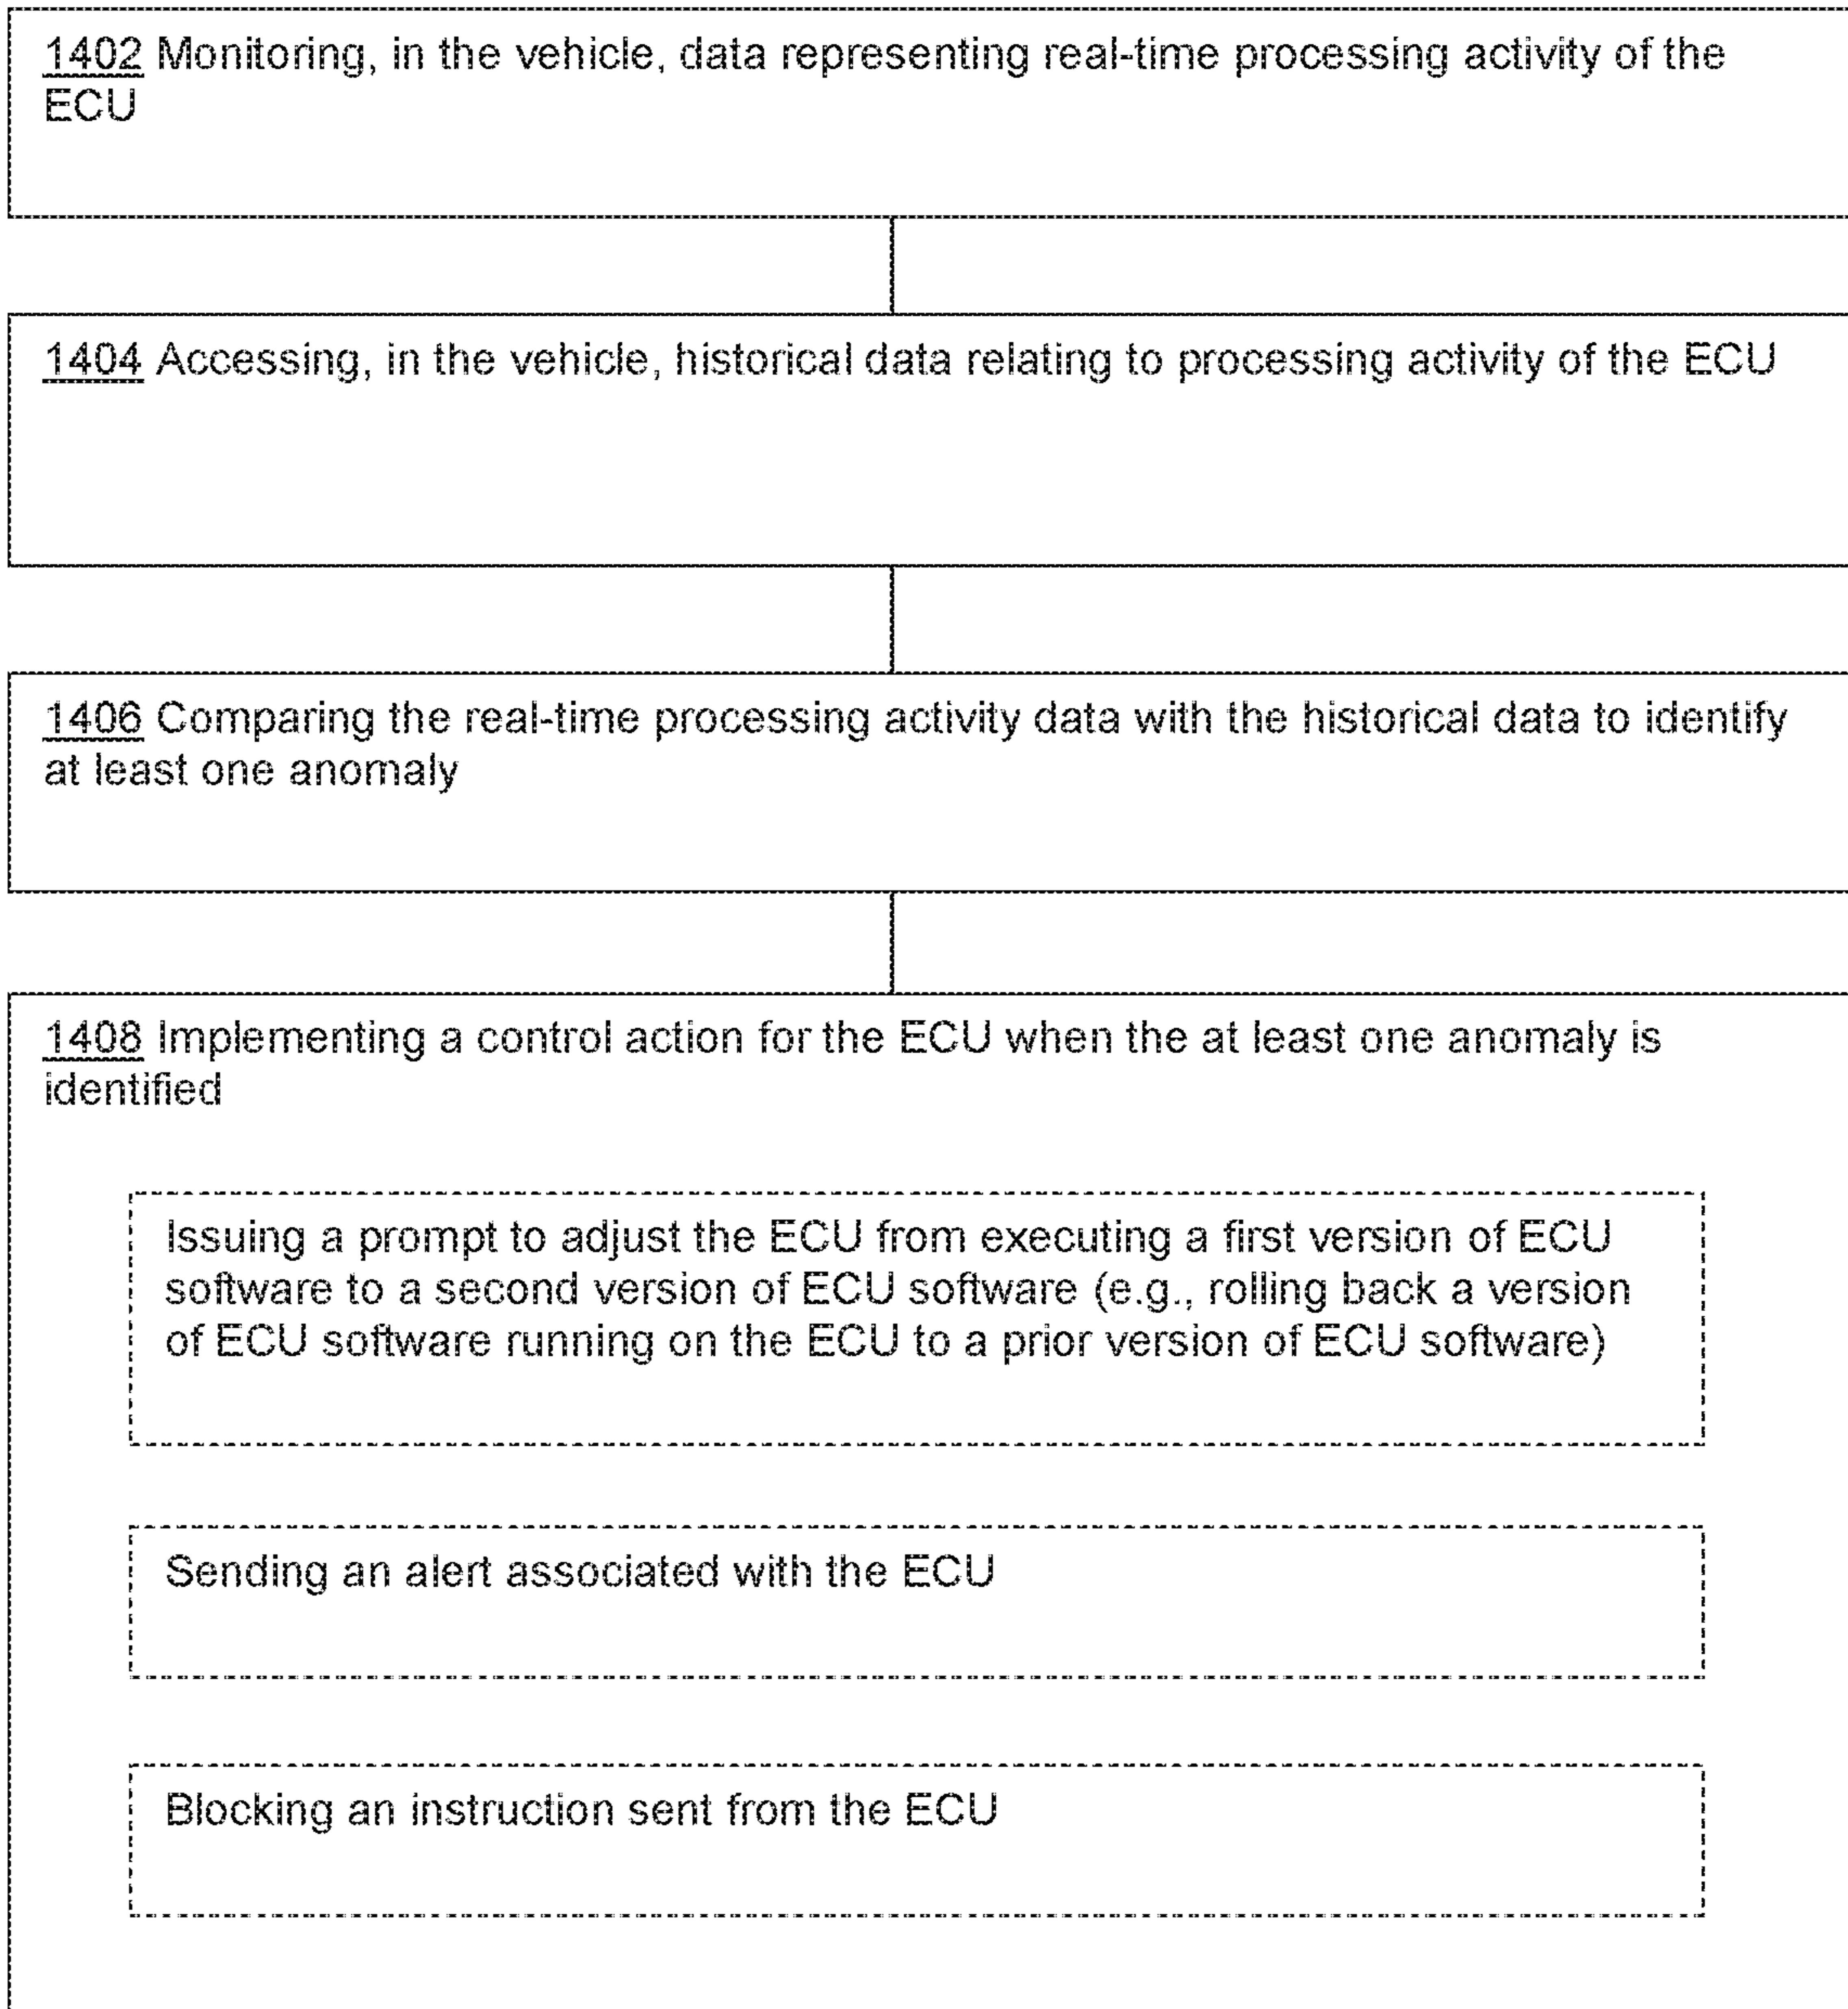 1402 Monitoring, in the vehicle, data representing real-time processing activity of the
ECU
1404 Accessing, in the vehicle, historical data relating to processing activity of the ECU
1406 Comparing the real-time processing activity data with the historical data to identify
at least one anomaly
1408 Implementing a control action for the ECU when the at least one anomaly is
identified
Issuing a prompt to adjust the ECU from executing a first version of ECU
software to a second version of ECU software (e.g., rolling back a version
of ECU software running on the ECU to a prior version of ECU software)
Sending an alert associated with the ECU
Blocking an instruction sent from the ECU